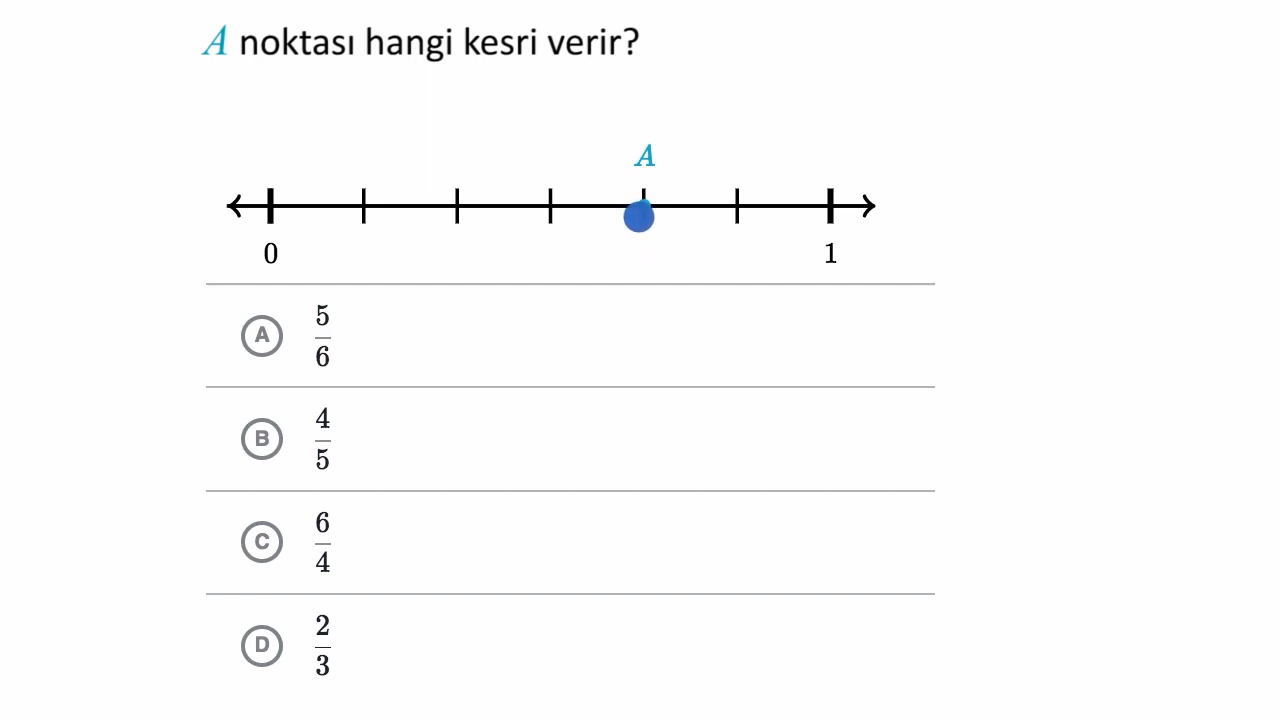 A noktası hangi kesri verir?
A
0 1
A 5/6
B 4/5
C 6/4
D 2/3